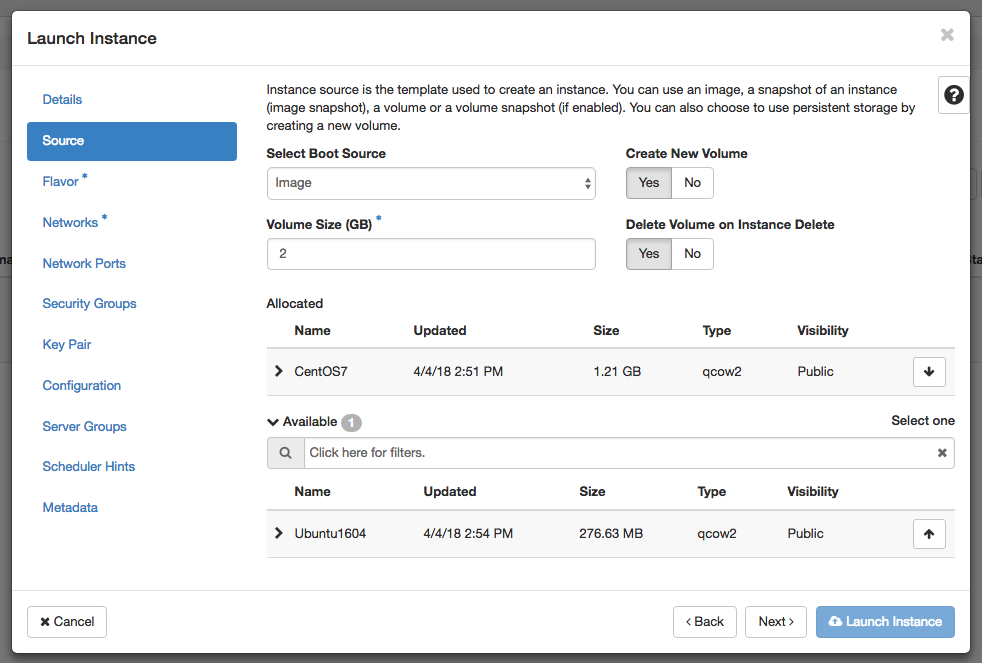 Launch Instance
Details
Source
Flavor *
Networks *
Network Ports
Security Groups
Key Pair
Configuration
Server Groups
Scheduler Hints
Metadata
Instance source is the template used to create an instance. You can use an image, a snapshot of an instance
(image snapshot), a volume or a volume snapshot (if enabled). You can also choose to use persistent storage by
creating a new volume.
Select Boot Source
Image
Create New Volume
Yes No
Volume Size (GB) *
2
Delete Volume on Instance Delete
Yes No
Allocated
Name Updated Size Type Visibility
CentOS7 4/4/18 2:51 PM 1.21 GB qcow2 Public
Available 1 Select one
Click here for filters.
Name Updated Size Type Visibility
Ubuntu1604 4/4/18 2:54 PM 276.63 MB qcow2 Public
Cancel
Back
Next
Launch Instance